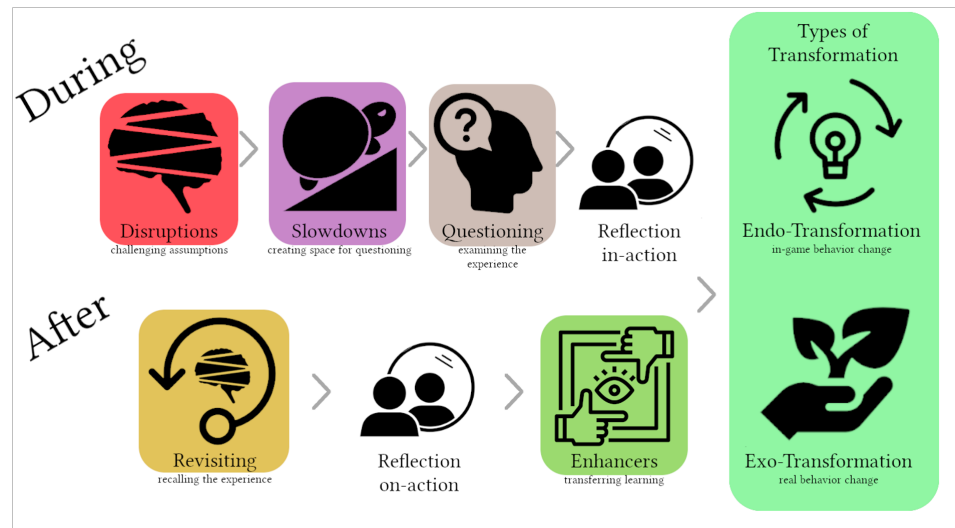 During
Disruptions
challenging assumptions
Slowdowns
creating space for questioning
?
Questioning
examining the
experience
Reflection
in-action
After
Revisiting
recalling the experience
Reflection
on-action
Enhancers
transferring learning
Types of
Transformation
Endo-Transformation
in-game behavior change
Exo-Transformation
real behavior change